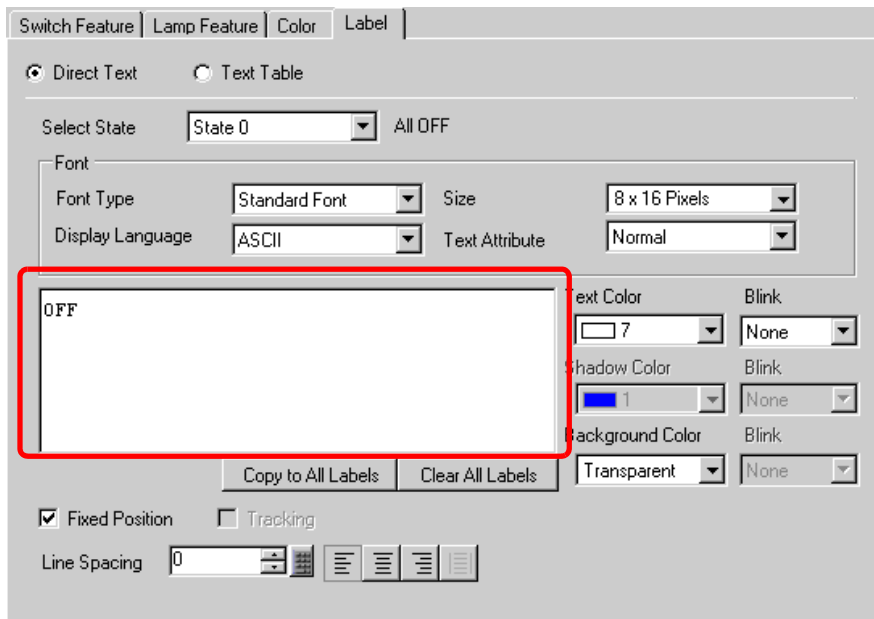 Switch Feature Lamp Feature Color Label
Direct Text Text Table
Select State State 0 All OFF
Font
Font Type Standard Font Size 8 x 16 Pixels
Display Language ASCII Text Attribute Normal
OFF
Text Color Blink
7 None
Shadow Color Blink
1 None
Background Color Blink
Transparent None
Copy to All Labels Clear All Labels
Fixed Position Tracking
Line Spacing 0